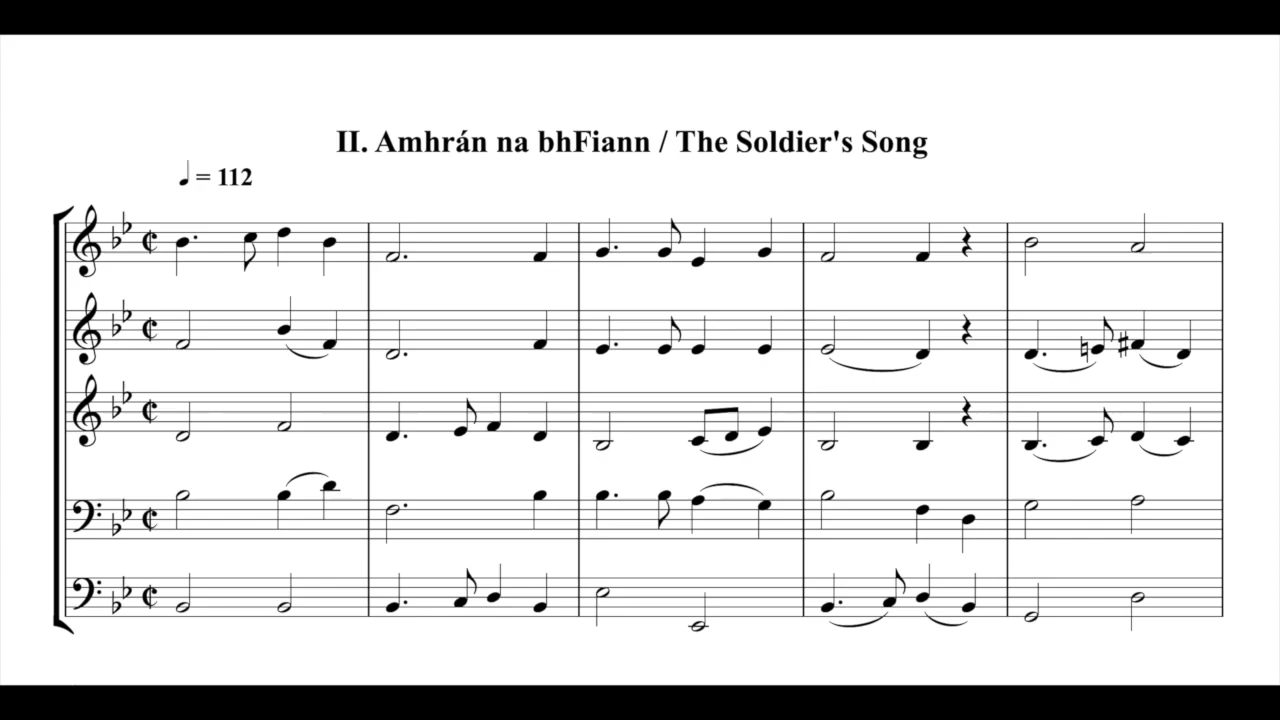 II. Amhrán na bhFiann / The Soldier's Song
♩ = 112